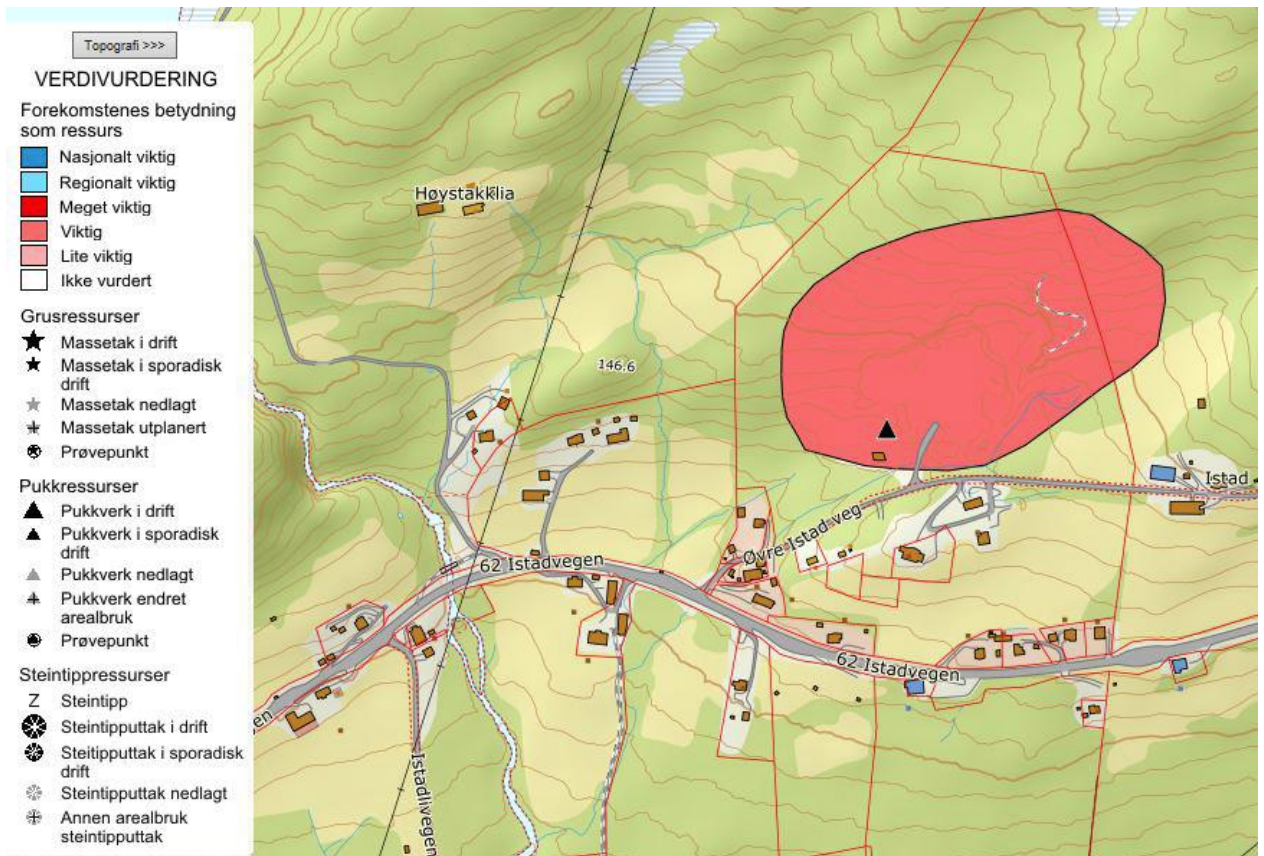 Topografi >>>
VERDIVURDERING
Forekomstenes betydning
som ressurs
Nasjonalt viktig
Regionalt viktig
Meget viktig
Viktig
Lite viktig
Ikke vurdert
Grusressurser
Massetak i drift
Massetak i sporadisk
drift
Massetak nedlagt
Massetak utplanert
Prøvepunkt
Pukkressurser
Pukkverk i drift
Pukkverk i sporadisk
drift
Pukkverk nedlagt
Pukkverk endret
arealbruk
Prøvepunkt
Steintippressurser
Z Steintipp
Steintipputtak i drift
Steitipputtak i sporadisk
drift
Steintipputtak nedlagt
Annen arealbruk
steintipputtak
Høystakklia
146.6
Istad
Øvre Istad veg
62 Istadvegen
62 Istadvegen
en
Istadlivegen